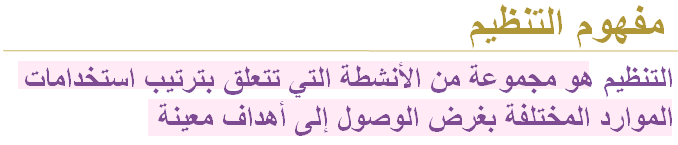 مفهوم التنظيم
التنظيم هو مجموعة من الأنشطة التي تتعلق بترتيب استخدامات
الموارد المختلفة بغرض الوصول إلى أهداف معينة